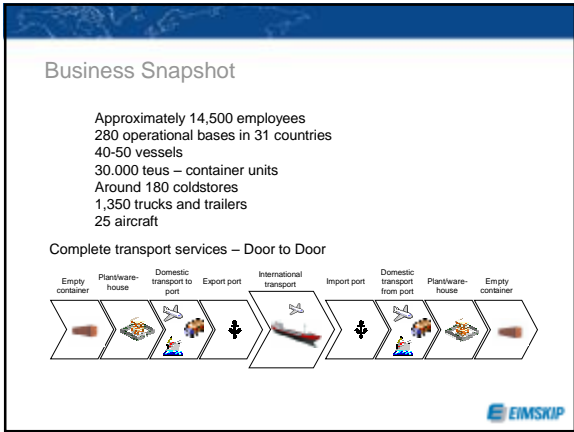 Business Snapshot
Approximately 14,500 employees
280 operational bases in 31 countries
40-50 vessels
30.000 teus – container units
Around 180 coldstores
1,350 trucks and trailers
25 aircraft
Complete transport services – Door to Door
Empty
container
Plant/ware-
house
Domestic
transport to
port
Export port
International
transport
Import port
Domestic
transport
from port
Plant/ware-
house
Empty
container
EIMSKIP